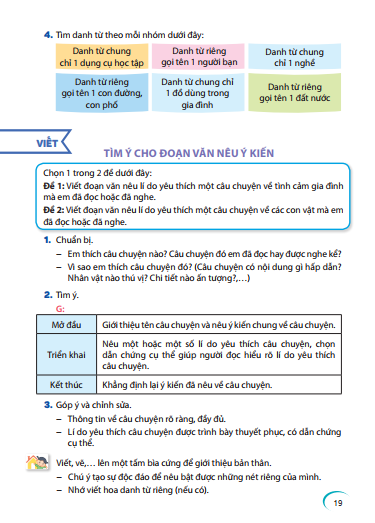 4. Tìm danh từ theo mỗi nhóm dưới đây:
Danh từ chung
chỉ 1 dụng cụ học tập
Danh từ riêng
gọi tên 1 người bạn
Danh từ chung
chỉ 1 nghề
Danh từ riêng
gọi tên 1 con đường,
con phố
Danh từ chung chỉ
1 đồ dùng trong
gia đình
Danh từ riêng
gọi tên 1 đất nước
VIẾT
TÌM Ý CHO ĐOẠN VĂN NÊU Ý KIẾN
Chọn 1 trong 2 đề dưới đây:
Đề 1: Viết đoạn văn nêu lí do yêu thích một câu chuyện về tình cảm gia đình
mà em đã đọc hoặc đã nghe.
Đề 2: Viết đoạn văn nêu lí do yêu thích một câu chuyện về các con vật mà em
đã đọc hoặc đã nghe.
1. Chuẩn bị.
– Em thích câu chuyện nào? Câu chuyện đó em đã đọc hay được nghe kể?
– Vì sao em thích câu chuyện đó? (Câu chuyện có nội dung gì hấp dẫn?
Nhân vật nào thú vị? Chi tiết nào ấn tượng?,...)
2. Tìm ý.
G:
Mở đầu
Giới thiệu tên câu chuyện và nêu ý kiến chung về câu chuyện.
Triển khai
Nêu một hoặc một số lí do yêu thích câu chuyện, chọn
dẫn chứng cụ thể giúp người đọc hiểu rõ lí do yêu thích
câu chuyện.
Kết thúc
Khẳng định lại ý kiến đã nêu về câu chuyện.
3. Góp ý và chỉnh sửa.
– Thông tin về câu chuyện rõ ràng, đầy đủ.
– Lí do yêu thích câu chuyện được trình bày thuyết phục, có dẫn chứng
cụ thể.
Viết, vẽ,... lên một tấm bìa cứng để giới thiệu bản thân.
– Chú ý tạo sự độc đáo để nêu bật được những nét riêng của mình.
– Nhớ viết hoa danh từ riêng (nếu có).
19